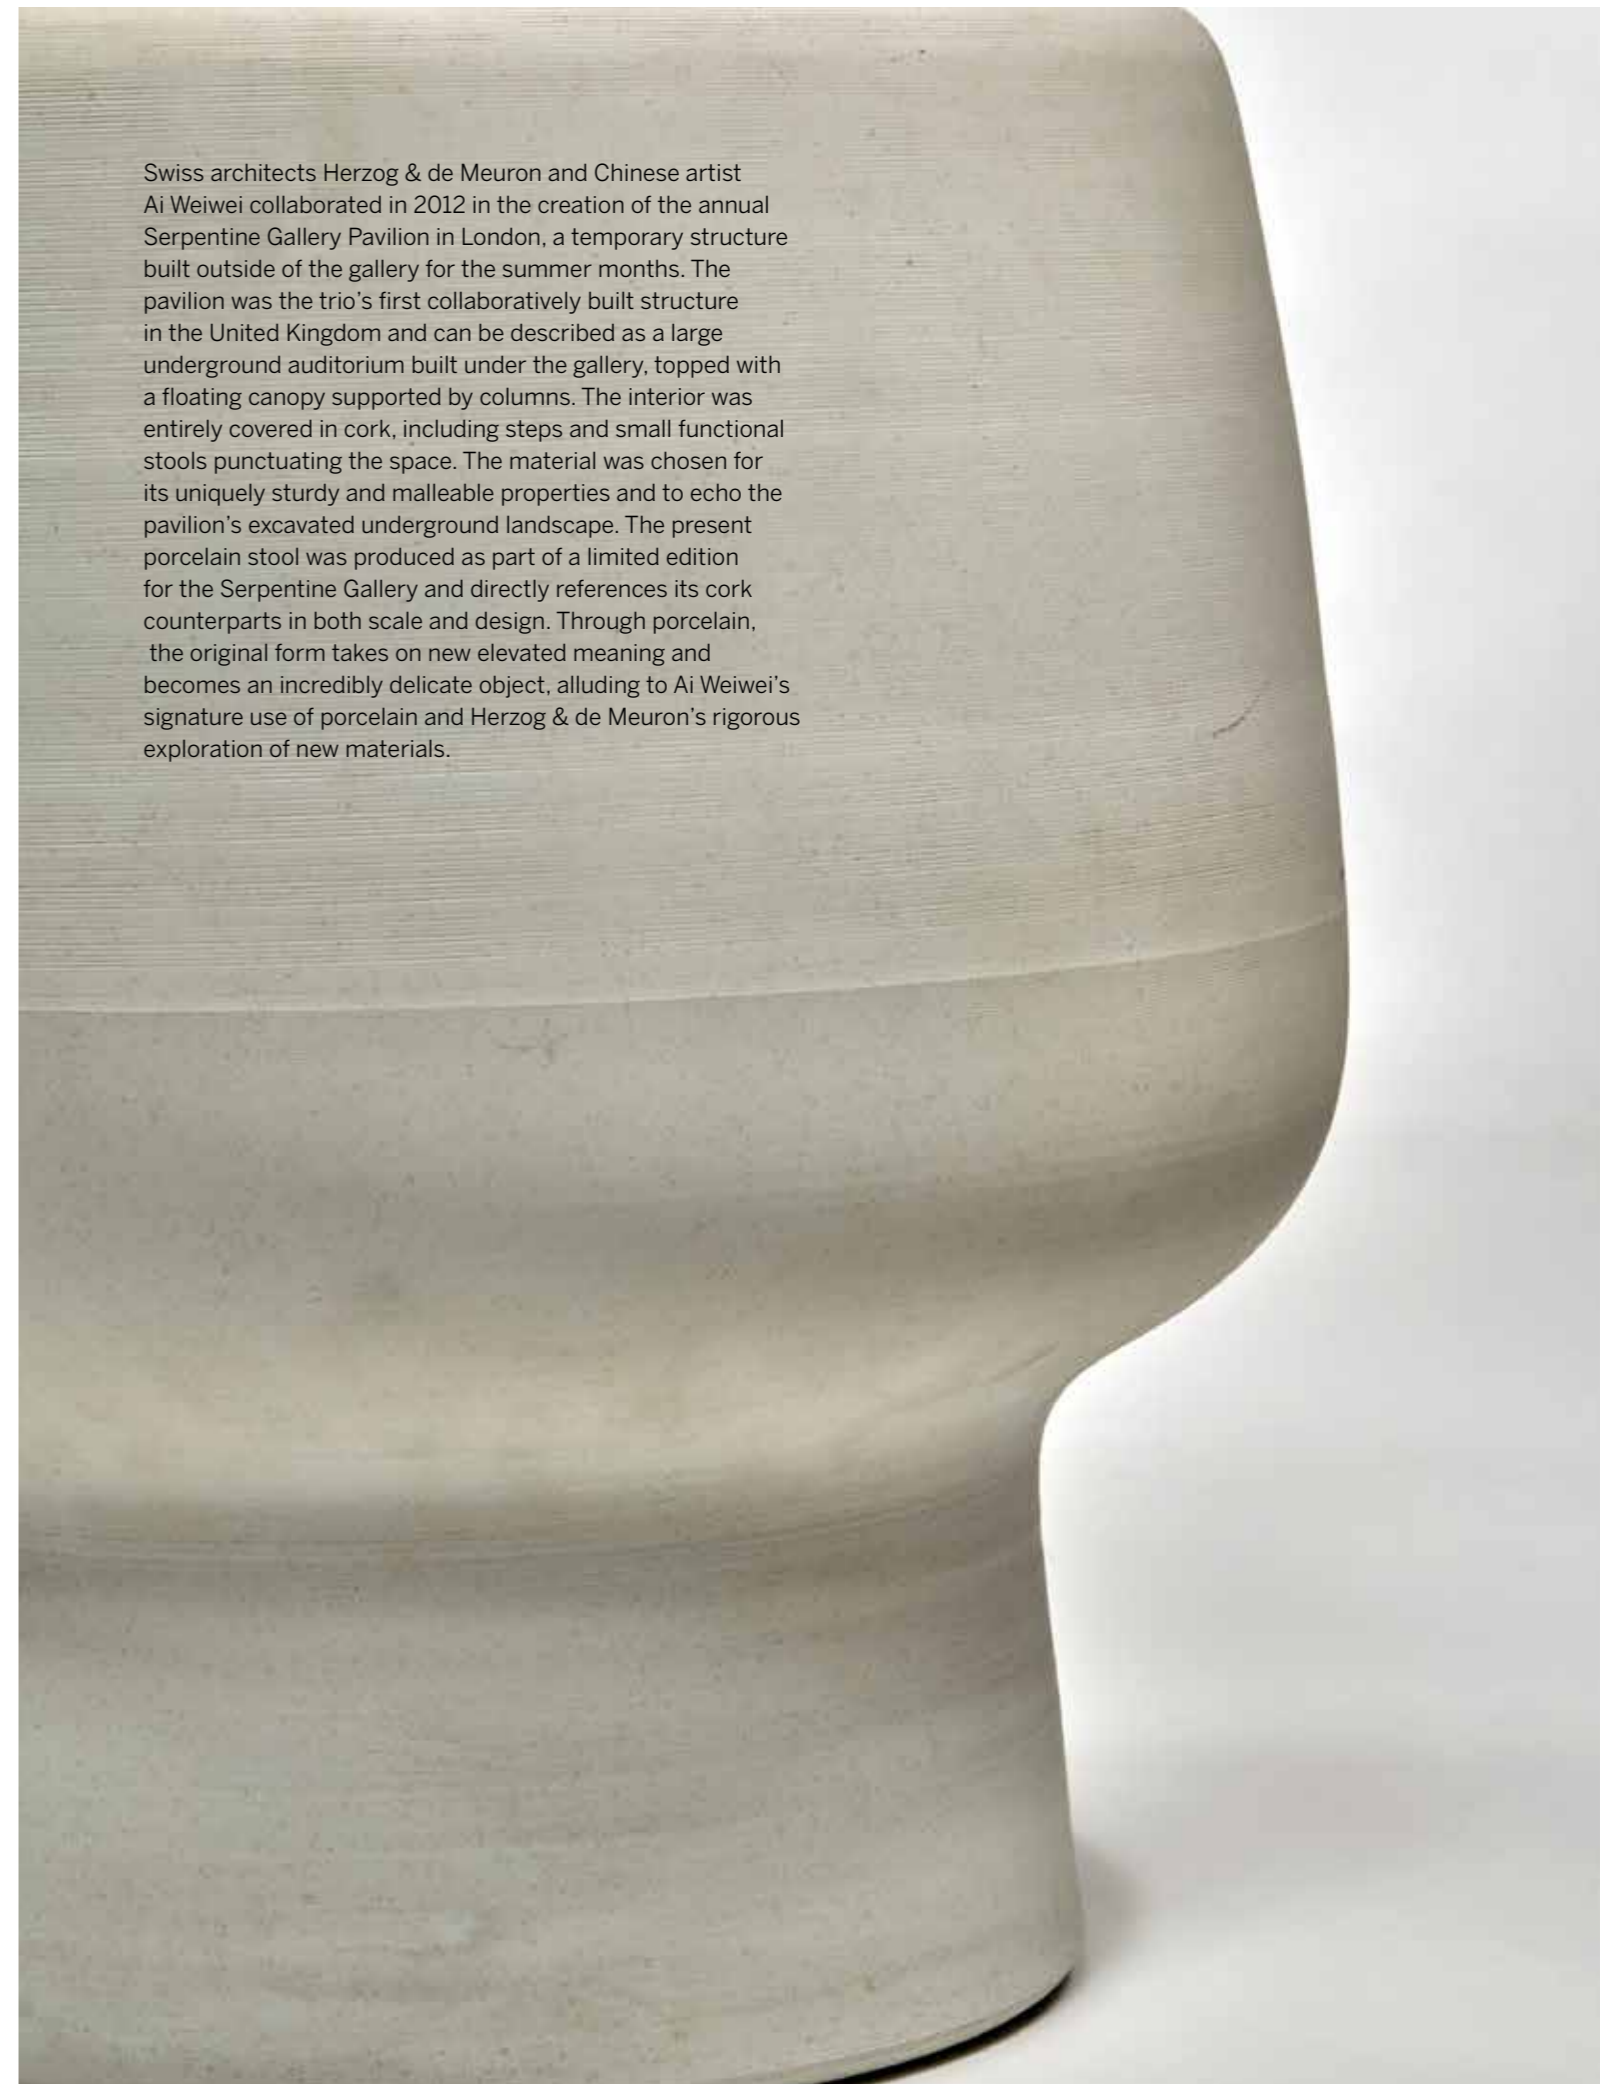 Swiss architects Herzog & de Meuron and Chinese artist
Ai Weiwei collaborated in 2012 in the creation of the annual
Serpentine Gallery Pavilion in London, a temporary structure
built outside of the gallery for the summer months. The
pavilion was the trio’s first collaboratively built structure
in the United Kingdom and can be described as a large
underground auditorium built under the gallery, topped with
a floating canopy supported by columns. The interior was
entirely covered in cork, including steps and small functional
stools punctuating the space. The material was chosen for
its uniquely sturdy and malleable properties and to echo the
pavilion’s excavated underground landscape. The present
porcelain stool was produced as part of a limited edition
for the Serpentine Gallery and directly references its cork
counterparts in both scale and design. Through porcelain,
the original form takes on new elevated meaning and
becomes an incredibly delicate object, alluding to Ai Weiwei’s
signature use of porcelain and Herzog & de Meuron’s rigorous
exploration of new materials.